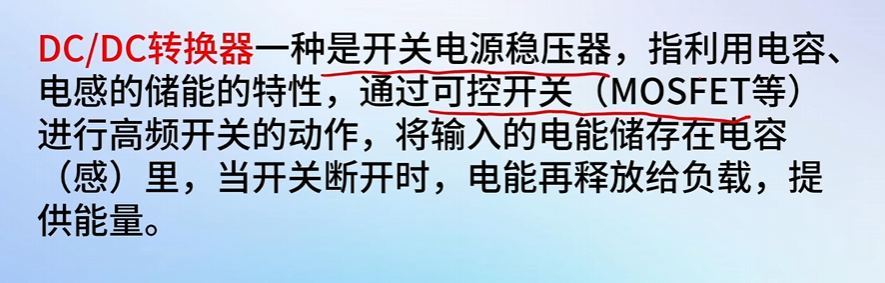 DC/DC转换器一种是开关电源稳压器，指利用电容、
电感的储能的特性，通过可控开关（MOSFET等）
进行高频开关的动作，将输入的电能储存在电容
（感）里，当开关断开时，电能再释放给负载，提
供能量。